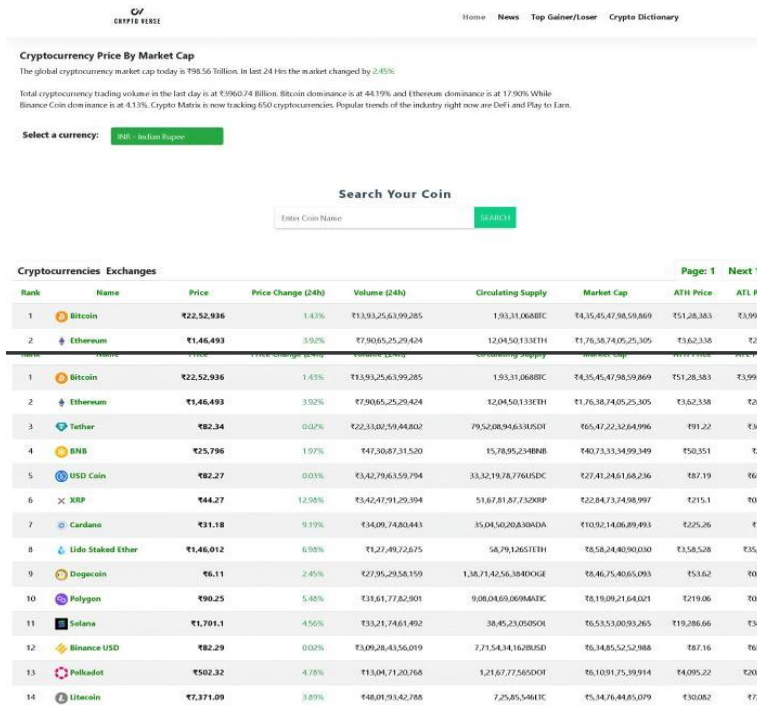 CRYPTO VERSE
Home News Top Gainer/Loser Crypto Dictionary
Cryptocurrency Price By Market Cap
The global cryptocurrency market cap today is ₹98.56 Trillion. In last 24 Hrs the market changed by 2.45%
Total cryptocurrency trading volume in the last day is at ₹3960.74 Billion. Bitcoin dominance is at 44.19% and Ethereum dominance is at 17.90% While
Binance Coin dominance is at 4.13%. Crypto Matrix is now tracking 650 cryptocurrencies. Popular trends of the industry right now are DeFi and Play to Earn.
Select a currency: INR - Indian Rupee
Search Your Coin
Enter Coin Name SEARCH
Cryptocurrencies Exchanges Page: 1 Next
Rank Name Price Price Change (24h) Volume (24h) Circulating Supply Market Cap ATH Price ATL
1 Bitcoin ₹22,52,936 1.43% ₹13,93,25,63,99,285 1,93,31,068BTC ₹4,35,45,47,98,59,869 ₹51,28,383 ₹3,99
2 Ethereum ₹1,46,493 3.92% ₹7,90,65,25,29,424 12,04,50,133ETH ₹1,76,38,74,05,25,305 ₹3,62,338
Rank Name Price Price Change (24h) Volume (24h) Circulating Supply Market Cap ATH Price
1 Bitcoin ₹22,52,936 1.43% ₹13,93,25,63,99,285 1,93,31,068BTC ₹4,35,45,47,98,59,869 ₹51,28,383 ₹3,99
2 Ethereum ₹1,46,493 3.92% ₹7,90,65,25,29,424 12,04,50,133ETH ₹1,76,38,74,05,25,305 ₹3,62,338
3 Tether ₹82.34 0.02% ₹22,33,02,59,44,802 79,52,08,94,633USDT ₹65,47,22,32,64,996 ₹91.22
4 BNB ₹25,796 1.97% ₹47,30,87,31,520 15,78,95,234BNB ₹40,73,33,34,99,349 ₹50,351
5 USD Coin ₹82.27 0.03% ₹3,42,79,63,59,794 33,32,19,78,776USDC ₹27,41,24,61,68,236 ₹87.19
6 XRP ₹44.27 12.98% ₹3,42,47,91,29,394 51,67,81,87,732XRP ₹22,84,73,74,98,997 ₹215.1
7 Cardano ₹31.18 9.19% ₹34,09,74,80,443 35,04,50,20,830ADA ₹10,92,14,06,89,493 ₹225.26
8 Lido Staked Ether ₹1,46,012 6.98% ₹1,27,49,72,675 58,79,126STETH ₹8,58,24,40,90,030 ₹3,58,528 ₹35,
9 Dogecoin ₹6.11 2.45% ₹27,95,29,58,159 1,38,71,42,56,384DOGE ₹8,46,75,40,65,093 ₹53.62
10 Polygon ₹90.25 5.48% ₹31,61,77,82,901 9,08,04,69,069MATIC ₹8,19,09,21,64,021 ₹219.06
11 Solana ₹1,701.1 4.56% ₹33,21,74,61,492 38,45,23,050SOL ₹6,53,53,00,93,265 ₹19,286.66
12 Binance USD ₹82.29 0.02% ₹3,09,28,43,56,019 7,71,54,34,162BUSD ₹6,34,85,52,52,988 ₹87.16
13 Polkadot ₹502.32 4.78% ₹13,04,71,20,768 1,21,67,77,565DOT ₹6,10,91,75,39,914 ₹4,095.22 ₹20
14 Litecoin ₹7,371.09 3.89% ₹48,01,93,42,788 7,25,85,546LTC ₹5,34,76,44,85,079 ₹30,082